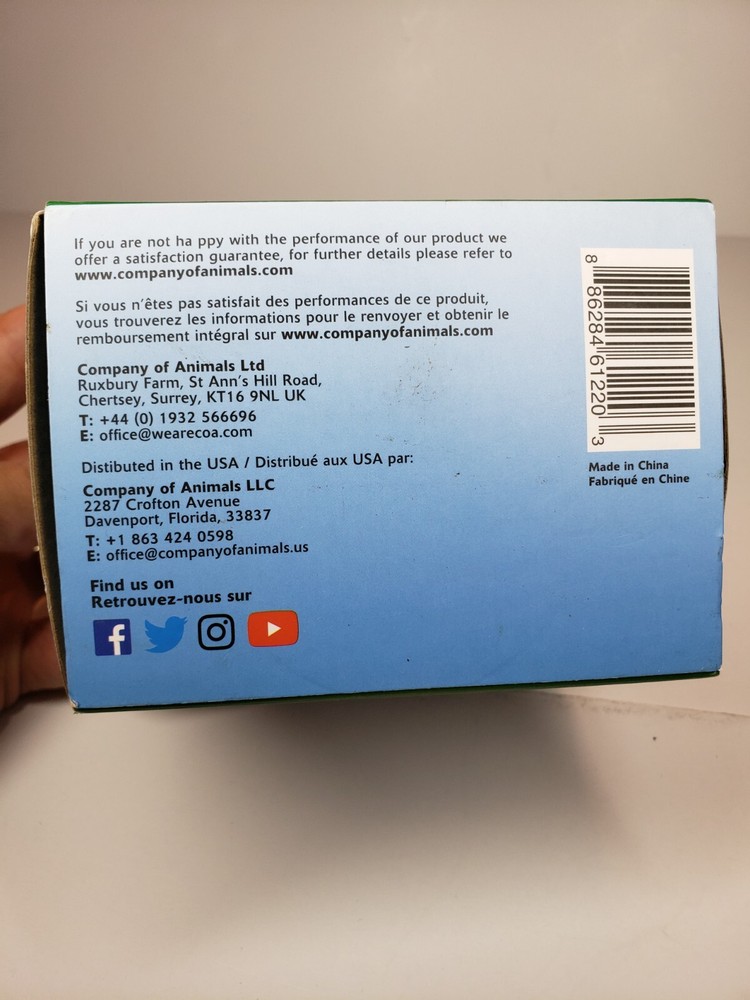 If you are not ha ppy with the performance of our product we
offer a satisfaction guarantee, for further details please refer to
www.companyofanimals.com
Si vous n'êtes pas satisfait des performances de ce produit,
vous trouverez les informations pour le renvoyer et obtenir le
remboursement intégral sur www.companyofanimals.com
Company of Animals Ltd
Ruxbury Farm, St Ann's Hill Road,
Chertsey, Surrey, KT16 9NL UK
T: +44 (0) 1932 566696
E: office@wearecoa.com
Distibuted in the USA / Distribué aux USA par:
Company of Animals LLC
2287 Crofton Avenue
Davenport, Florida, 33837
T: +1 863 424 0598
E: office@companyofanimals.us
Find us on
Retrouvez-nous sur
8 86284 61220 3
Made in China
Fabriqué en Chine